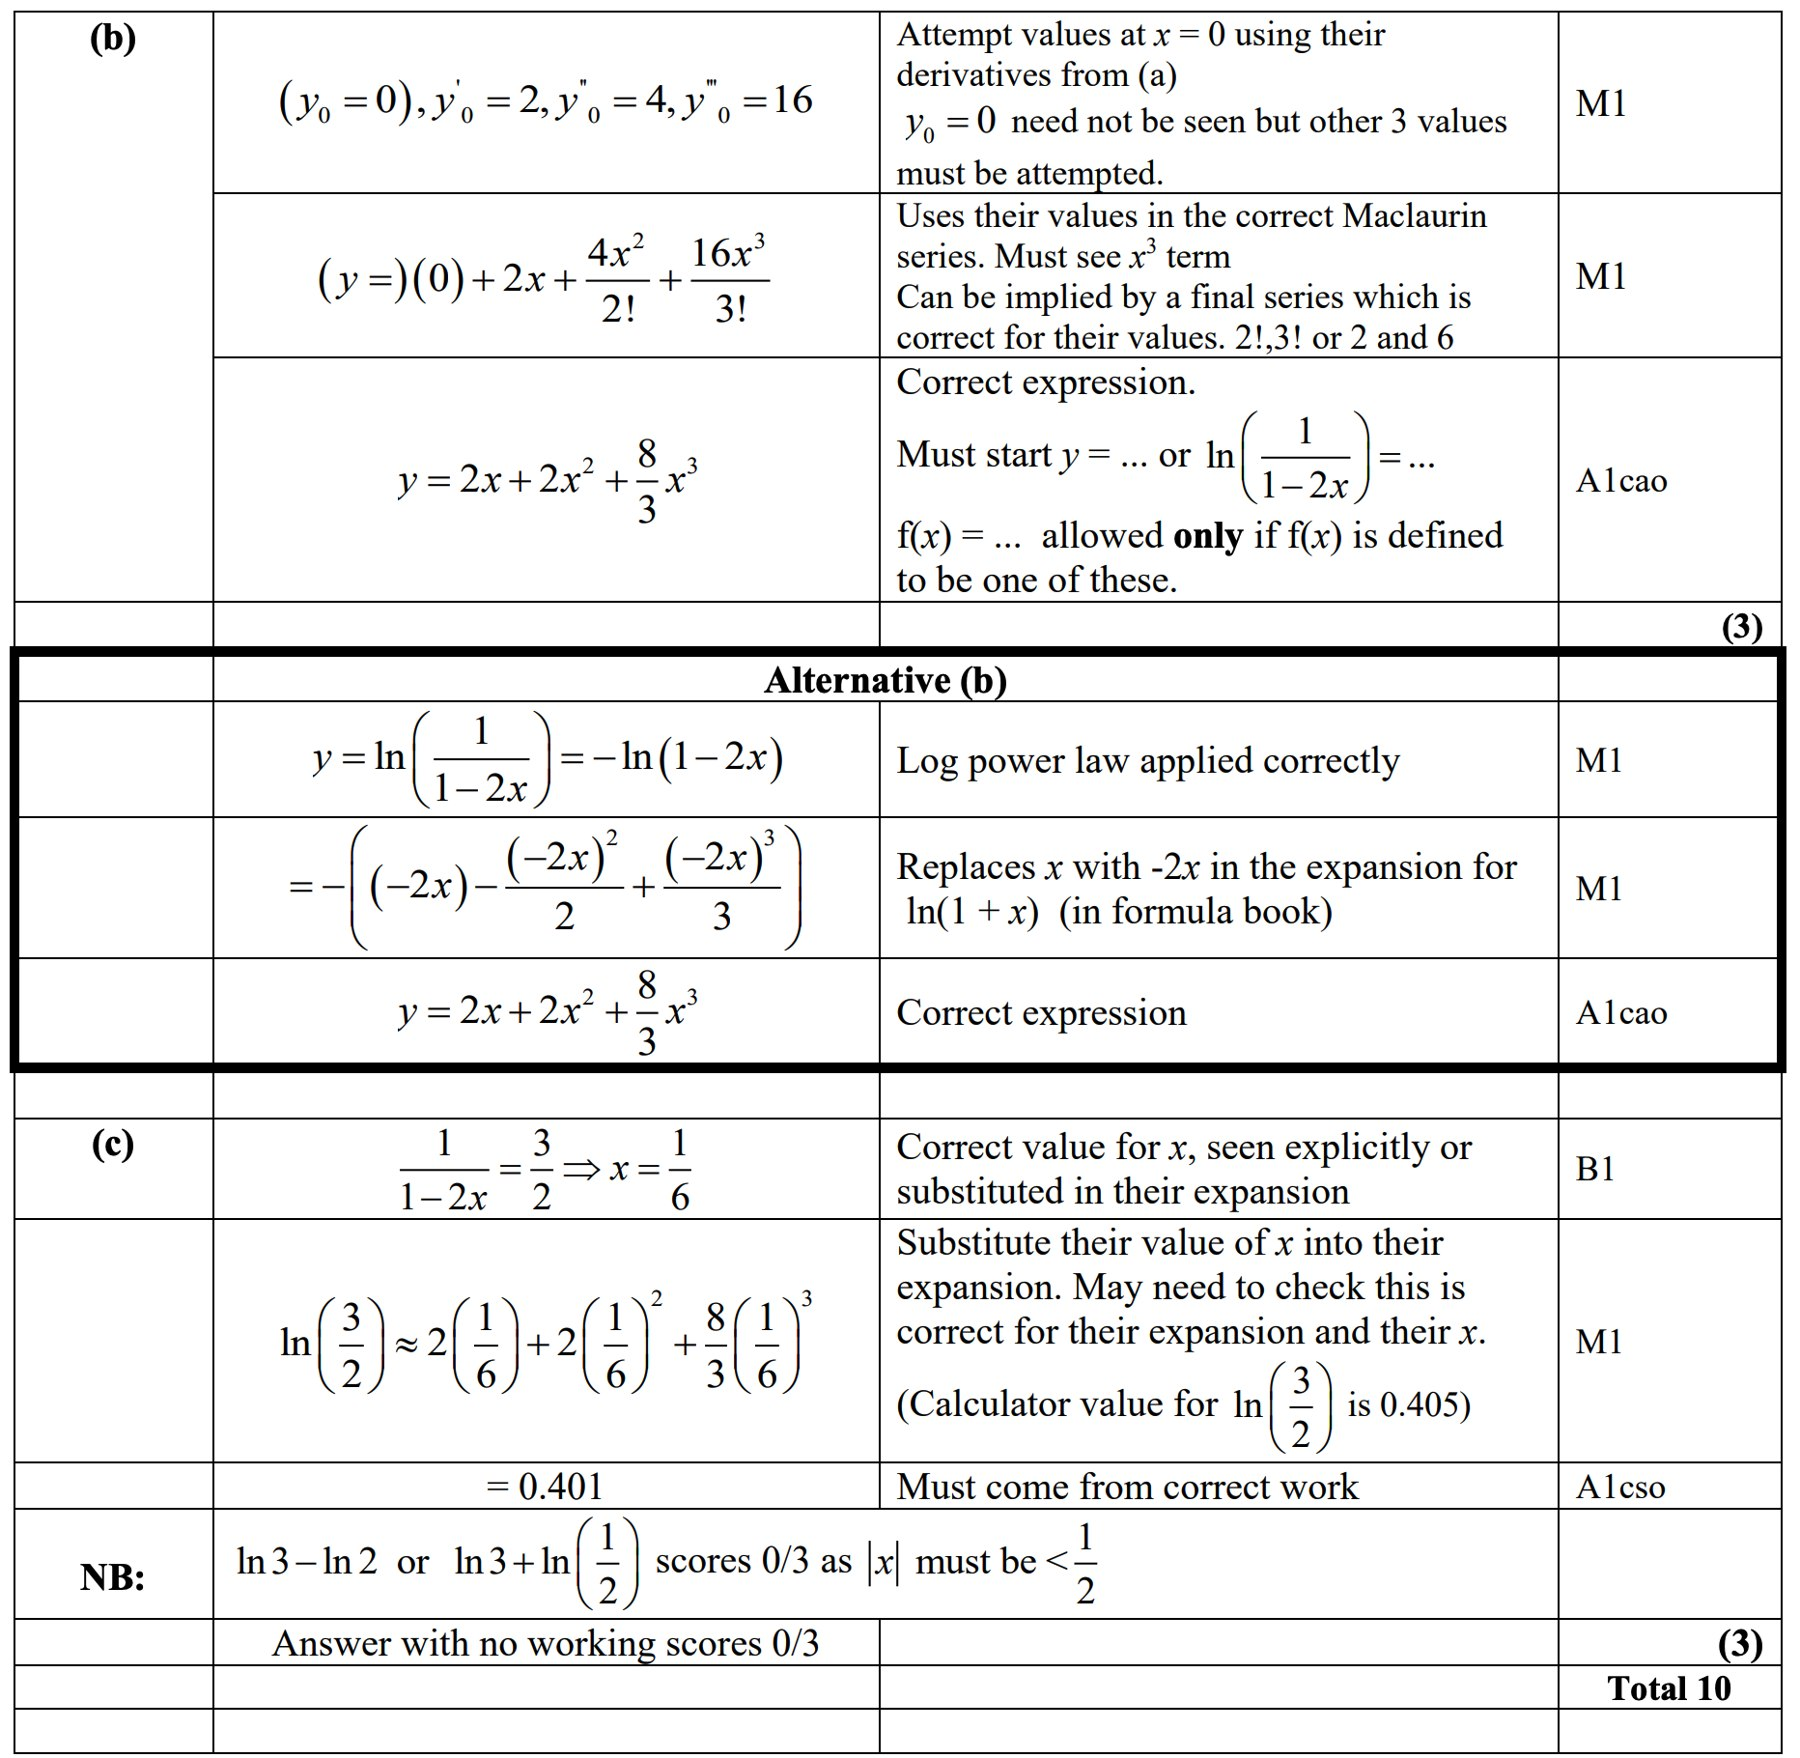 (b)
(y₀ = 0), y'₀ = 2, y''₀ = 4, y'''₀ = 16
Attempt values at x = 0 using their
derivatives from (a)
y₀ = 0 need not be seen but other 3 values
must be attempted.
M1
(y =)(0) + 2x + 4x²/2! + 16x³/3!
Uses their values in the correct Maclaurin
series. Must see x³ term
Can be implied by a final series which is
correct for their values. 2!,3! or 2 and 6
M1
y = 2x + 2x² + 8/3 x³
Correct expression.
Must start y = ... or ln(1/(1 − 2x)) = ...
f(x) = ... allowed only if f(x) is defined
to be one of these.
A1cao
(3)
Alternative (b)
y = ln(1/(1 − 2x)) = − ln(1 − 2x)
Log power law applied correctly
M1
= −((−2x) − (−2x)²/2 + (−2x)³/3)
Replaces x with -2x in the expansion for
ln(1 + x) (in formula book)
M1
y = 2x + 2x² + 8/3 x³
Correct expression
A1cao
(c)
1/(1 − 2x) = 3/2 ⇒ x = 1/6
Correct value for x, seen explicitly or
substituted in their expansion
B1
ln(3/2) ≈ 2(1/6) + 2(1/6)² + 8/3(1/6)³
Substitute their value of x into their
expansion. May need to check this is
correct for their expansion and their x.
(Calculator value for ln(3/2) is 0.405)
M1
= 0.401
Must come from correct work
A1cso
NB:
ln 3 − ln 2 or ln 3 + ln(1/2) scores 0/3 as |x| must be < 1/2
Answer with no working scores 0/3
(3)
Total 10